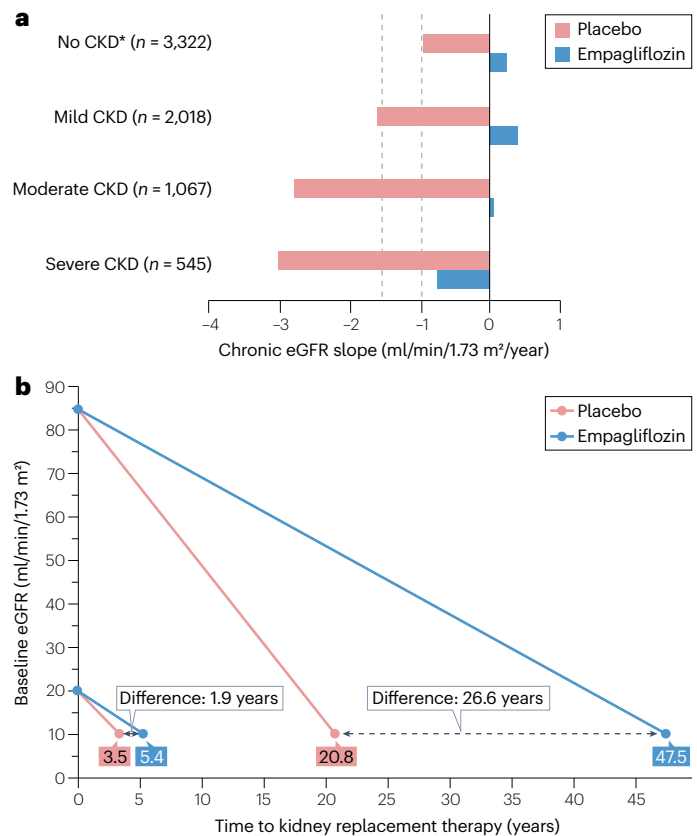 a
Placebo
Empagliflozin
No CKD* (n = 3,322)
Mild CKD (n = 2,018)
Moderate CKD (n = 1,067)
Severe CKD (n = 545)
–4 –3 –2 –1 0 1
Chronic eGFR slope (ml/min/1.73 m²/year)
b
Placebo
Empagliflozin
Baseline eGFR (ml/min/1.73 m²)
90
80
70
60
50
40
30
20
10
0
Difference: 1.9 years
Difference: 26.6 years
3.5 5.4 20.8 47.5
0 5 10 15 20 25 30 35 40 45
Time to kidney replacement therapy (years)